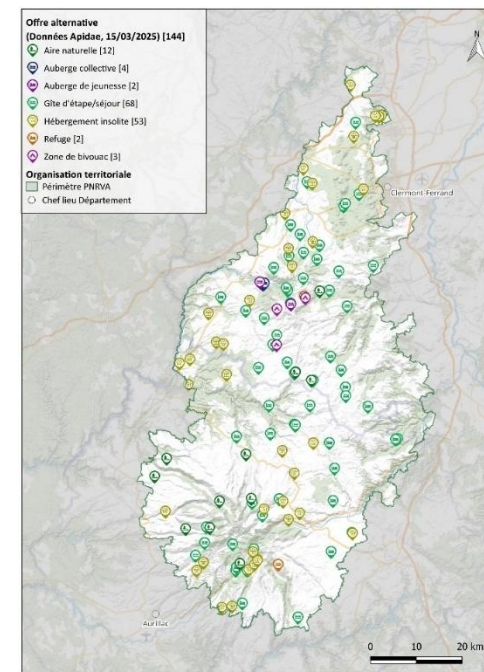 Offre alternative
(Données Apidae, 15/03/2025) [144]
Aire naturelle [12]
Auberge collective [4]
Auberge de jeunesse [2]
Gîte d'étape/séjour [68]
Hébergement insolite [53]
Refuge [2]
Zone de bivouac [3]
Organisation territoriale
Périmètre PNRVA
Chef lieu Département
N
Clermont-Ferrand
Aurillac
0 10 20 km